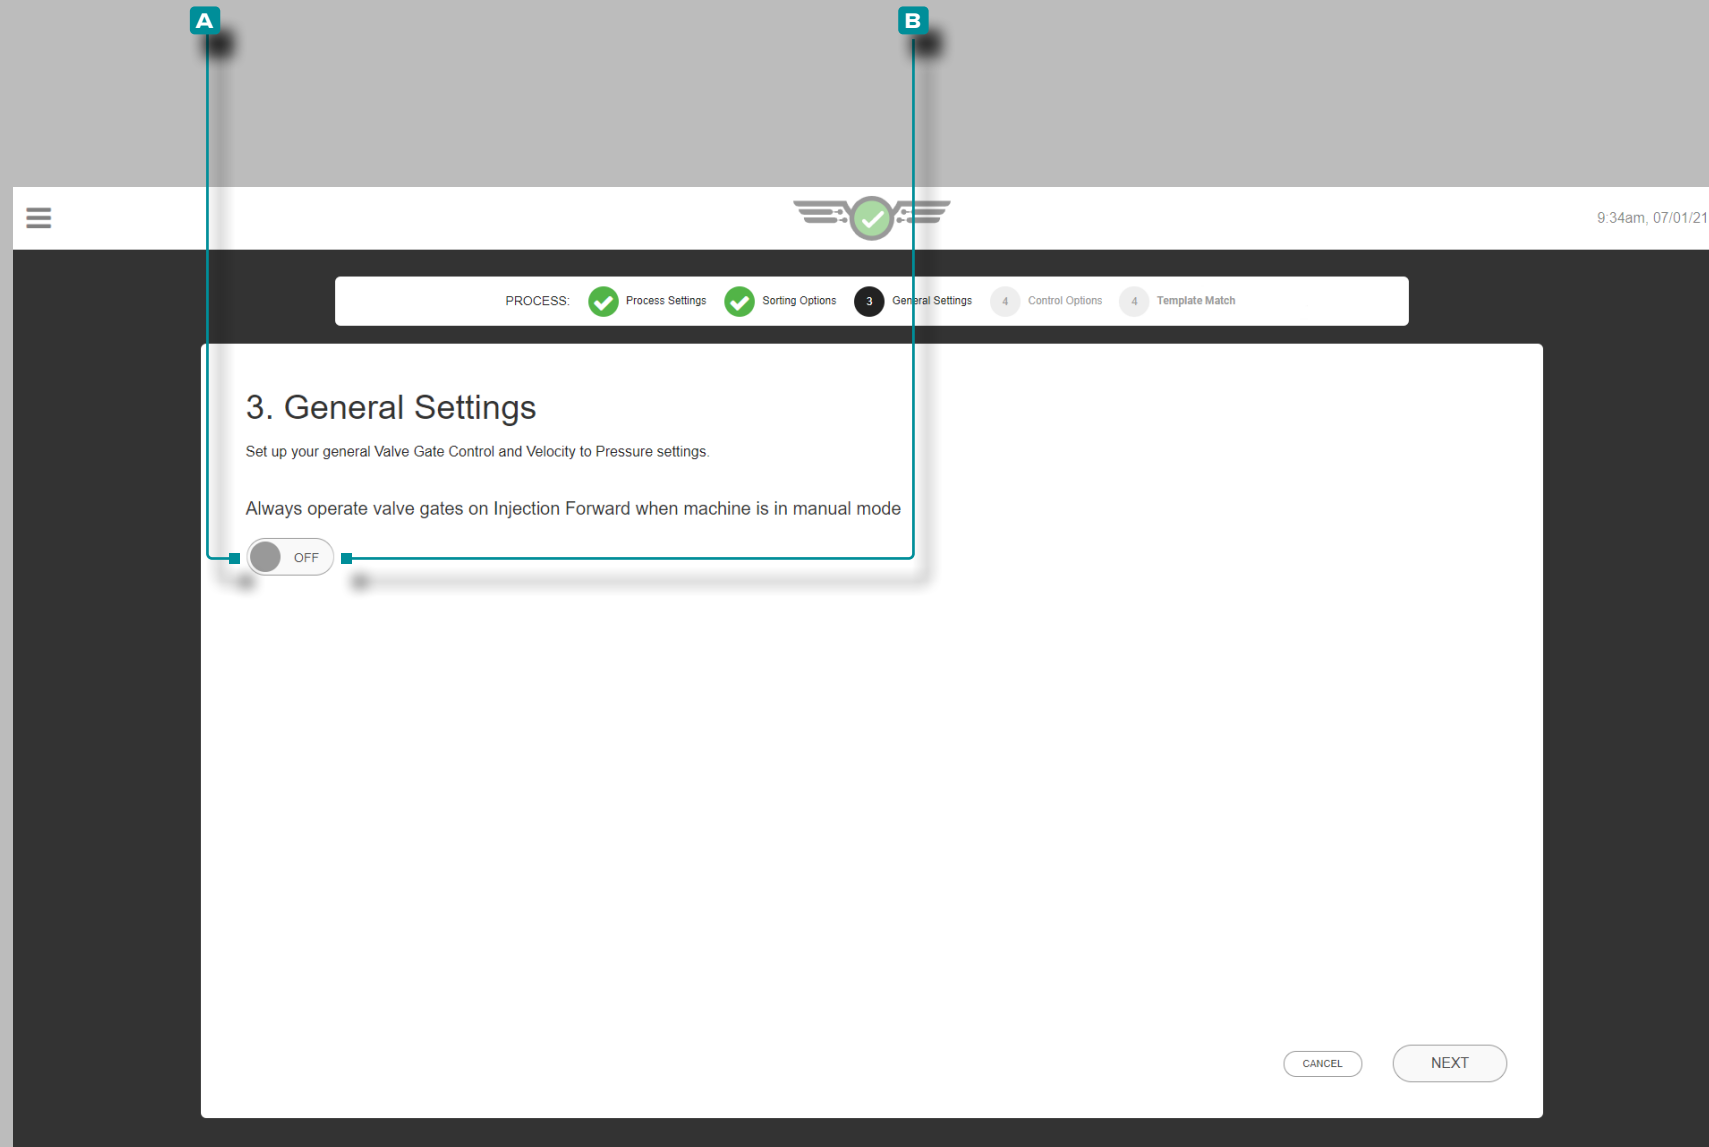 A B
9:34am, 07/01/21
PROCESS: Process Settings Sorting Options 3 General Settings 4 Control Options 4 Template Match
3. General Settings
Set up your general Valve Gate Control and Velocity to Pressure settings.
Always operate valve gates on Injection Forward when machine is in manual mode
OFF
CANCEL NEXT